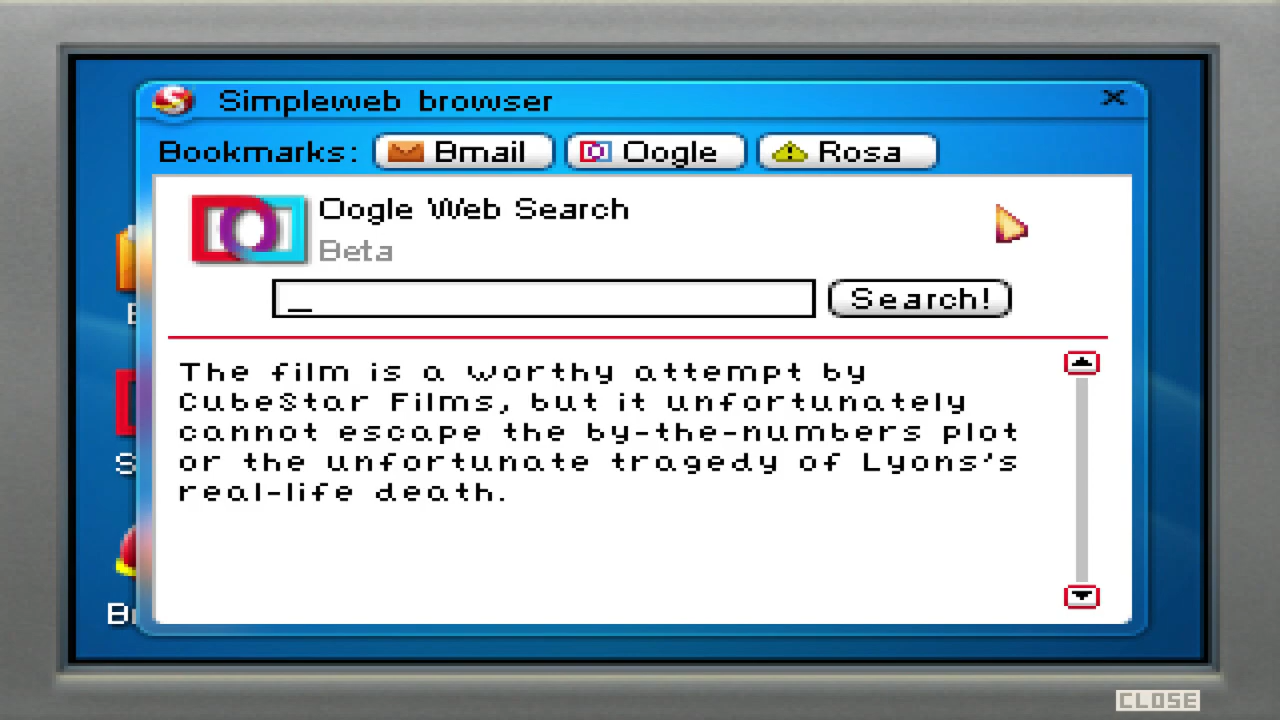 Simpleweb browser
Bookmarks: Bmail Oogle Rosa
Oogle Web Search
Beta
_ Search!
The film is a worthy attempt by
CubeStar Films, but it unfortunately
cannot escape the by-the-numbers plot
or the unfortunate tragedy of Lyons's
real-life death.
CLOSE